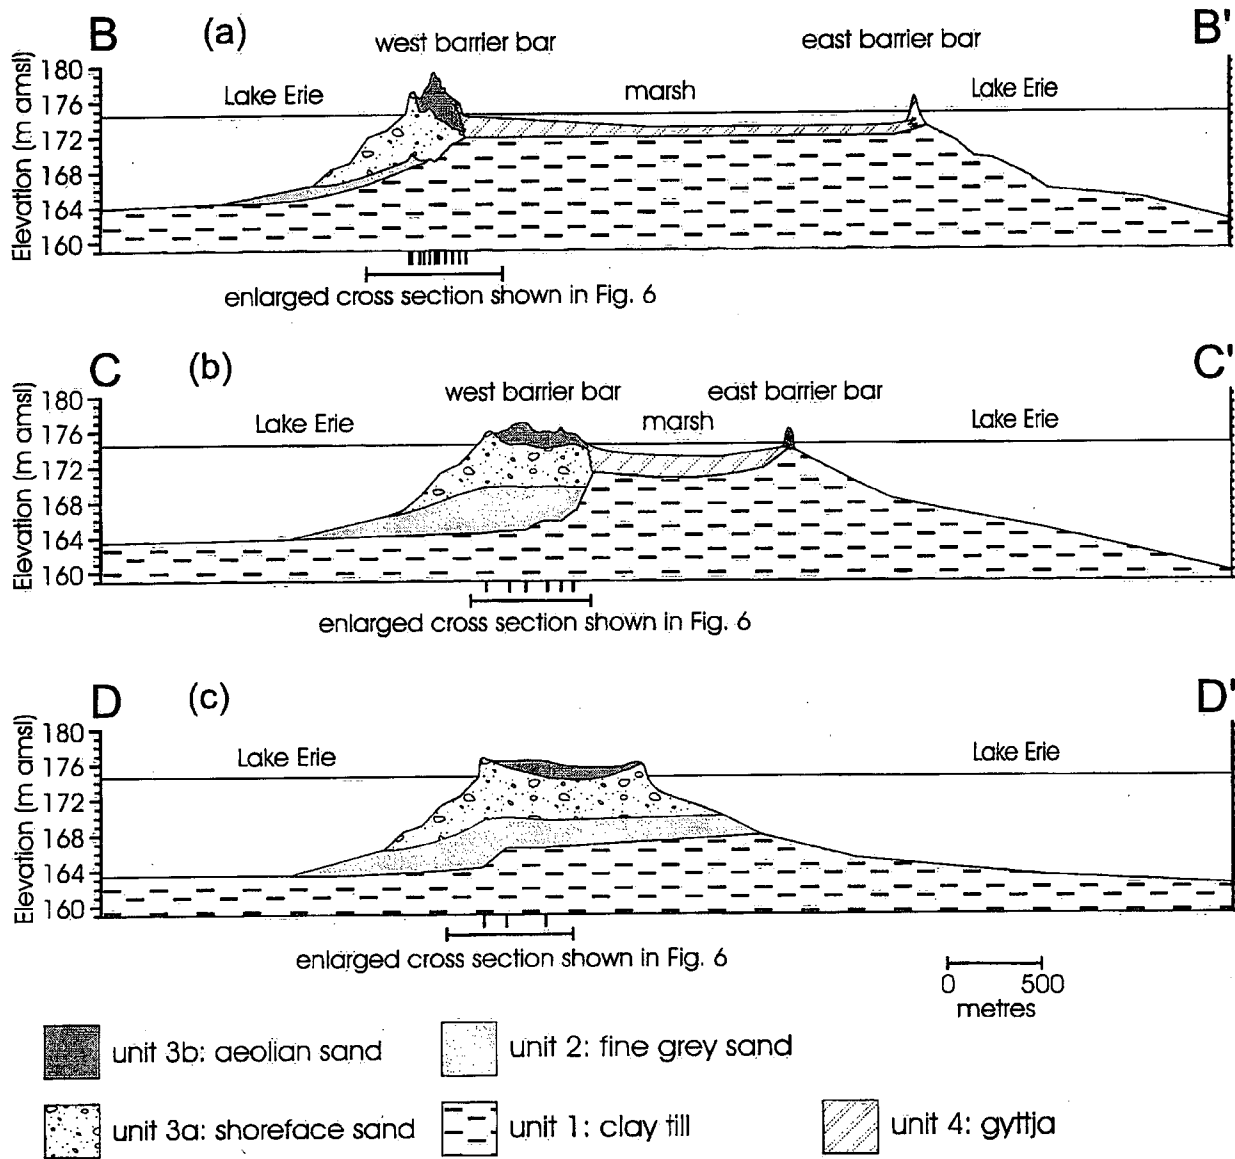 B (a) B'
west barrier bar east barrier bar
Lake Erie marsh Lake Erie
Elevation (m amsl)
180
176
172
168
164
160
enlarged cross section shown in Fig. 6
C (b) C'
west barrier bar east barrier bar
Lake Erie marsh Lake Erie
Elevation (m amsl)
180
176
172
168
164
160
enlarged cross section shown in Fig. 6
D (c) D'
Lake Erie Lake Erie
Elevation (m amsl)
180
176
172
168
164
160
enlarged cross section shown in Fig. 6
0 500
metres
unit 3b: aeolian sand unit 2: fine grey sand
unit 3a: shoreface sand unit 1: clay till unit 4: gyttja